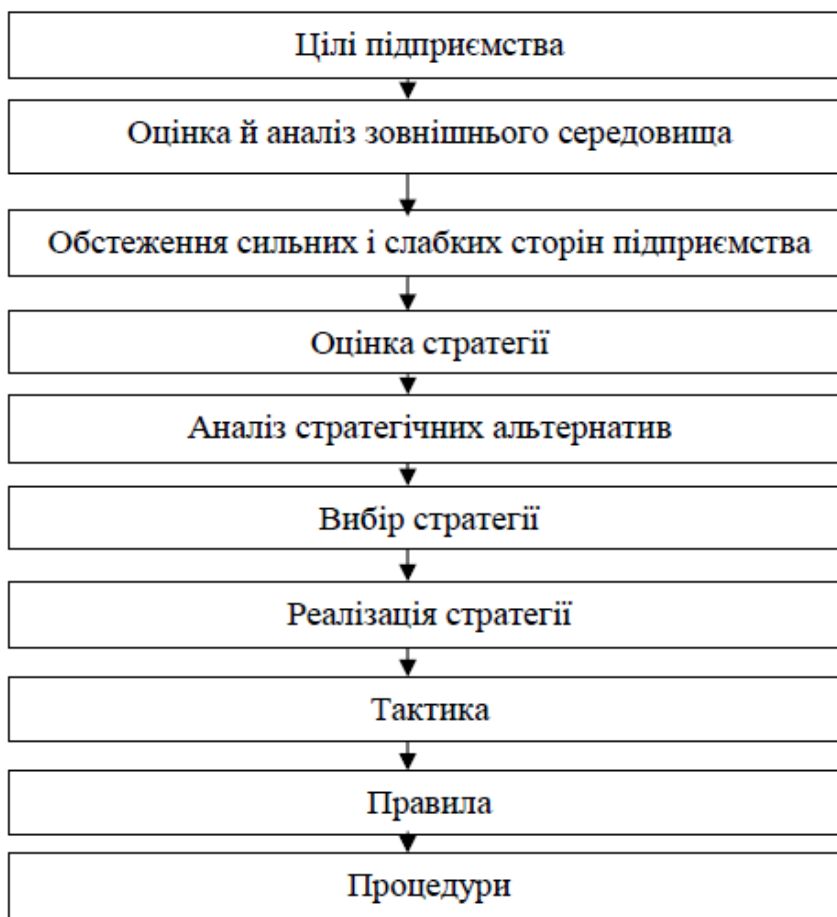 Цілі підприємства
Оцінка й аналіз зовнішнього середовища
Обстеження сильних і слабких сторін підприємства
Оцінка стратегії
Аналіз стратегічних альтернатив
Вибір стратегії
Реалізація стратегії
Тактика
Правила
Процедури